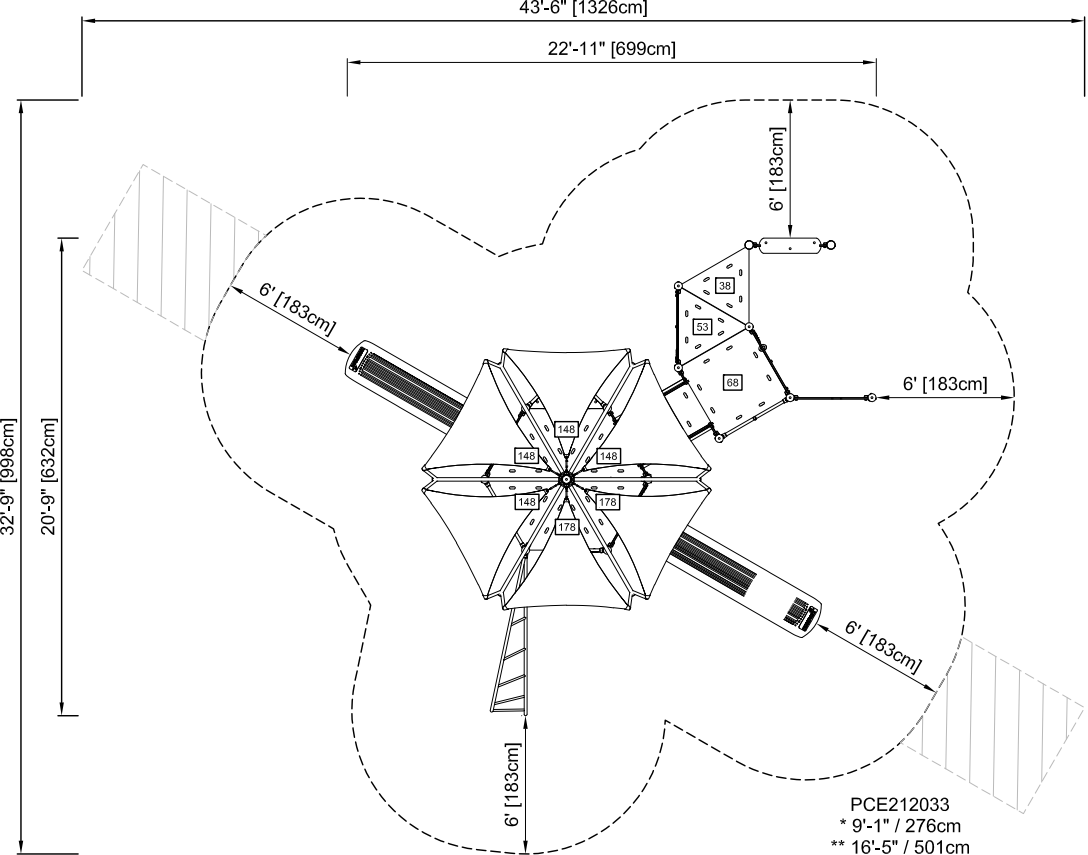 43'-6" [1326cm]
22'-11" [699cm]
6' [183cm]
6' [183cm]
38
53
68
6' [183cm]
32'-9" [998cm]
20'-9" [632cm]
148
148
148
148
178
178
6' [183cm]
6' [183cm]
PCE212033
* 9'-1" / 276cm
** 16'-5" / 501cm